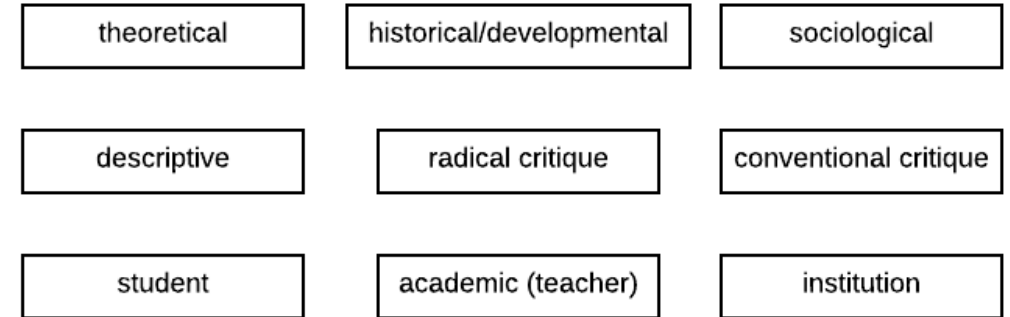 theoretical
historical/developmental
sociological
descriptive
radical critique
conventional critique
student
academic (teacher)
institution